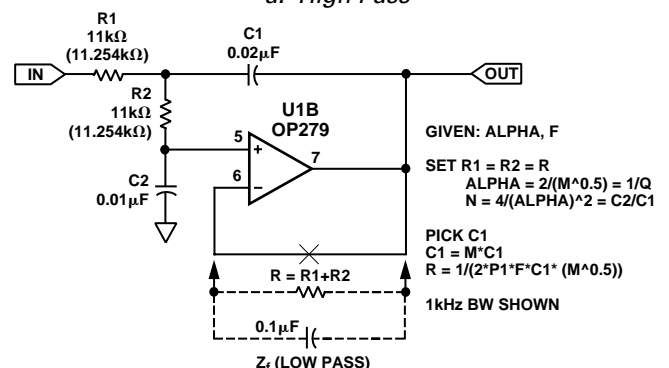 a. High Pass
R1
11kΩ
(11.254kΩ)
C1
0.02μF
IN
OUT
R2
11kΩ
(11.254kΩ)
U1B
OP279
5
+
7
6
−
C2
0.01μF
GIVEN: ALPHA, F
SET R1 = R2 = R
ALPHA = 2/(M^0.5) = 1/Q
N = 4/(ALPHA)^2 = C2/C1
PICK C1
C1 = M*C1
R = 1/(2*P1*F*C1* (M^0.5))
1kHz BW SHOWN
R = R1+R2
0.1μF
Zf (LOW PASS)